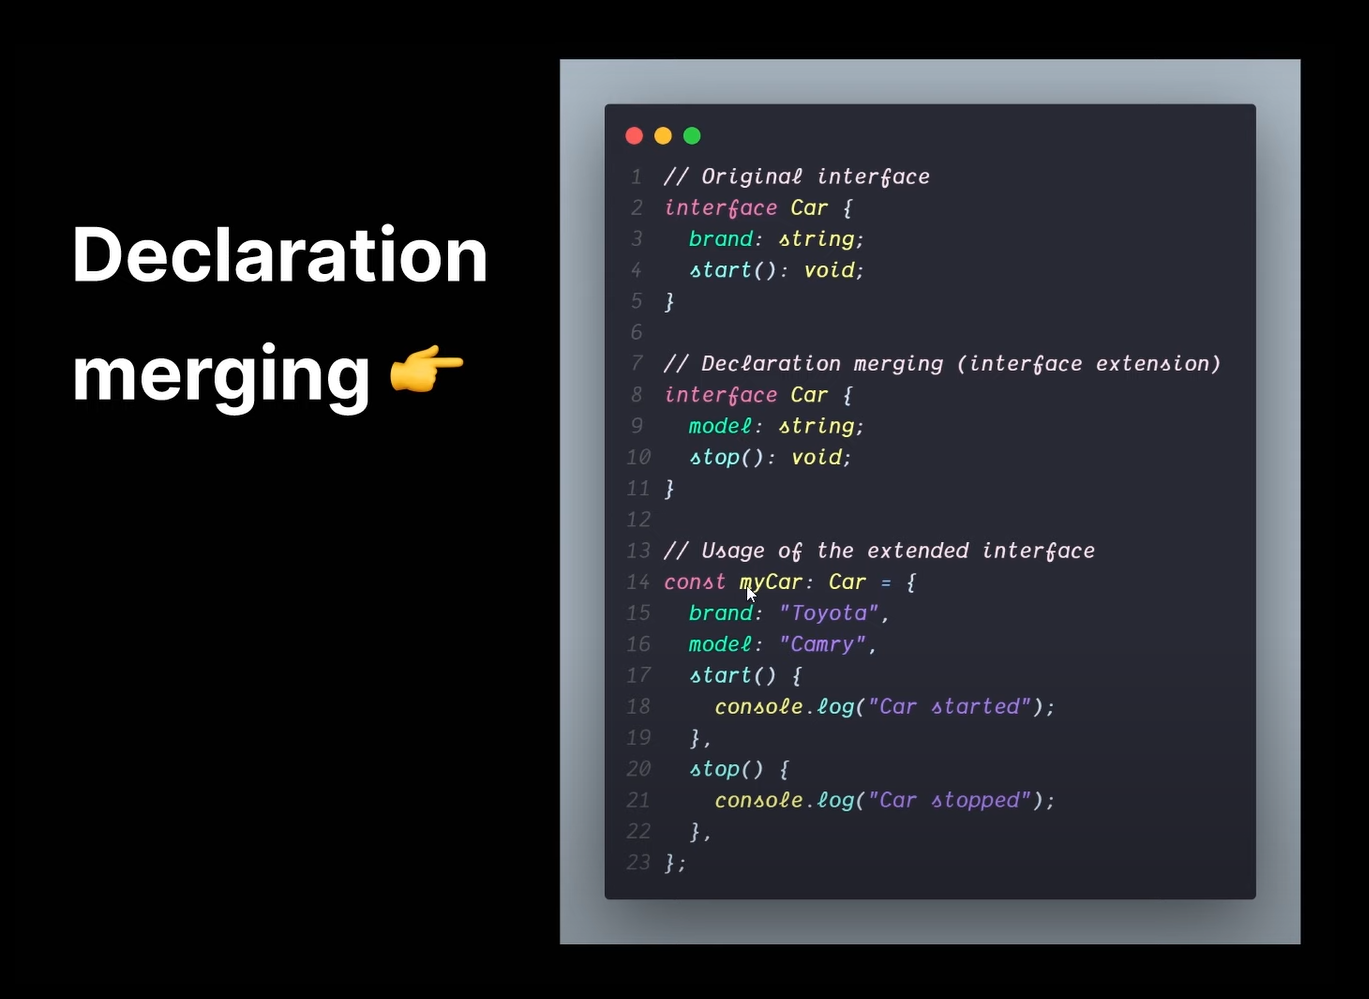 Declaration
merging 👉
1 // Original interface
2 interface Car {
3   brand: string;
4   start(): void;
5 }
6
7 // Declaration merging (interface extension)
8 interface Car {
9   model: string;
10   stop(): void;
11 }
12
13 // Usage of the extended interface
14 const myCar: Car = {
15   brand: "Toyota",
16   model: "Camry",
17   start() {
18     console.log("Car started");
19   },
20   stop() {
21     console.log("Car stopped");
22   },
23 };